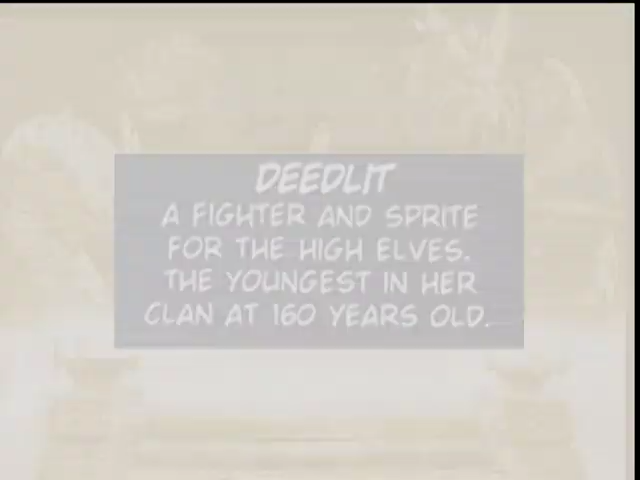 DEEDLIT
A FIGHTER AND SPRITE
FOR THE HIGH ELVES.
THE YOUNGEST IN HER
CLAN AT 160 YEARS OLD.